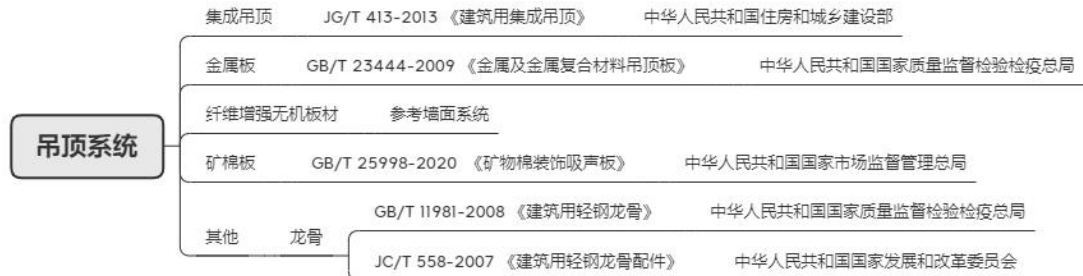 集成吊顶 JG/T 413-2013 《建筑用集成吊顶》 中华人民共和国住房和城乡建设部
金属板 GB/T 23444-2009 《金属及金属复合材料吊顶板》 中华人民共和国国家质量监督检验检疫总局
纤维增强无机板材 参考墙面系统
吊顶系统
矿棉板 GB/T 25998-2020 《矿物棉装饰吸声板》 中华人民共和国国家市场监督管理总局
GB/T 11981-2008 《建筑用轻钢龙骨》 中华人民共和国国家质量监督检验检疫总局
其他 龙骨
JC/T 558-2007 《建筑用轻钢龙骨配件》 中华人民共和国国家发展和改革委员会